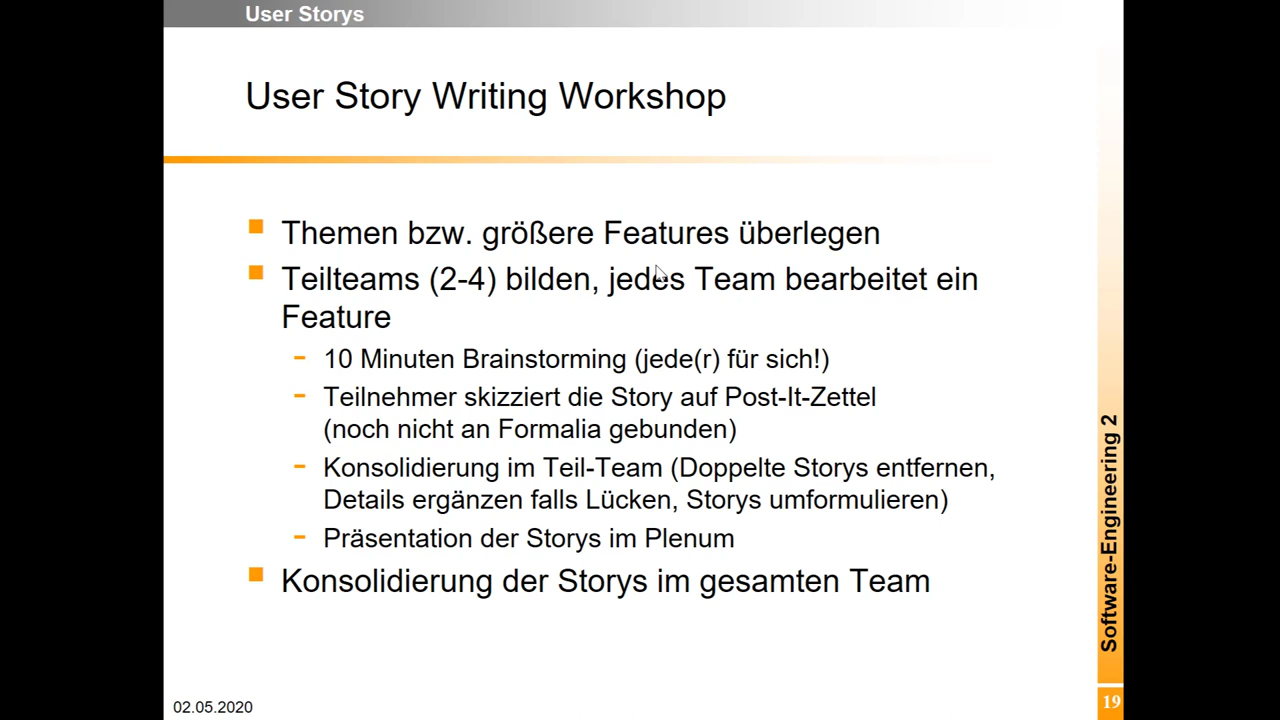 User Storys
User Story Writing Workshop
Themen bzw. größere Features überlegen
Teilteams (2-4) bilden, jedes Team bearbeitet ein
Feature
- 10 Minuten Brainstorming (jede(r) für sich!)
- Teilnehmer skizziert die Story auf Post-It-Zettel
(noch nicht an Formalia gebunden)
- Konsolidierung im Teil-Team (Doppelte Storys entfernen,
Details ergänzen falls Lücken, Storys umformulieren)
- Präsentation der Storys im Plenum
Konsolidierung der Storys im gesamten Team
Software-Engineering 2
02.05.2020
19